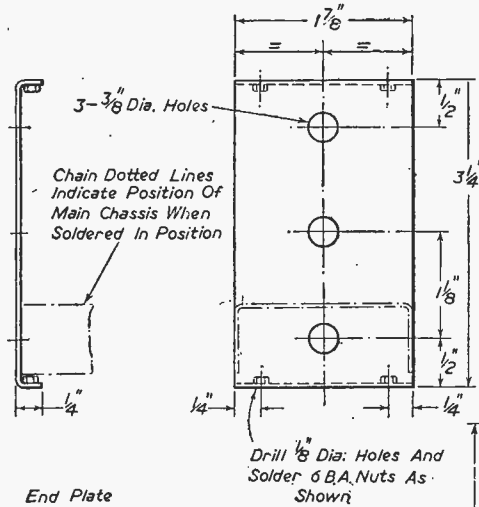 1 7/8"
= =
3-3/8" Dia. Holes
1/2"
3 1/4"
Chain Dotted Lines
Indicate Position Of
Main Chassis When
Soldered In Position
1 1/8"
1/2"
1/4" 1/4" 1/4"
Drill 1/8" Dia: Holes And
Solder 6 B.A. Nuts As
Shown
End Plate